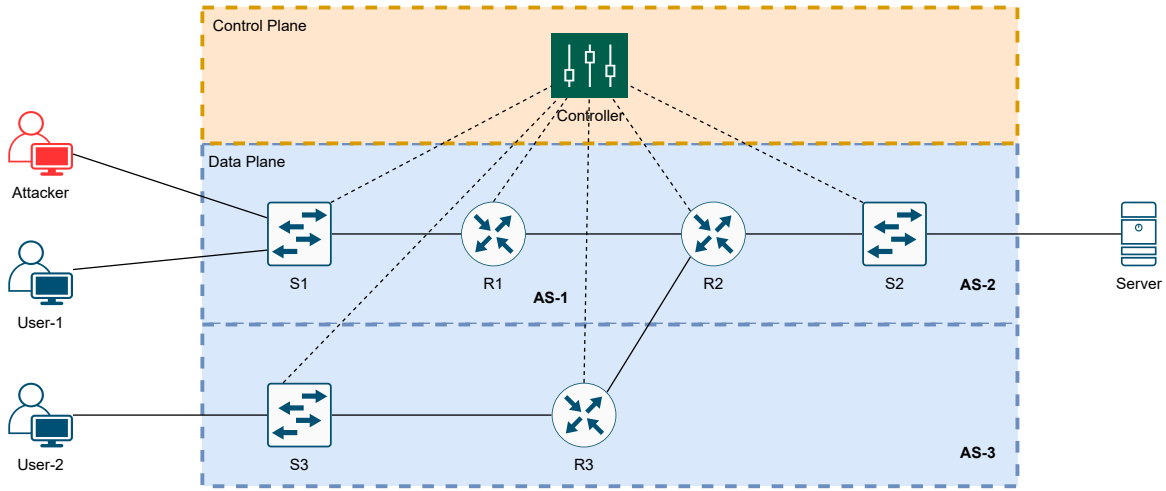 Control Plane
Controller
Data Plane
Attacker
S1
R1
R2
S2
AS-1
AS-2
Server
User-1
S3
R3
AS-3
User-2